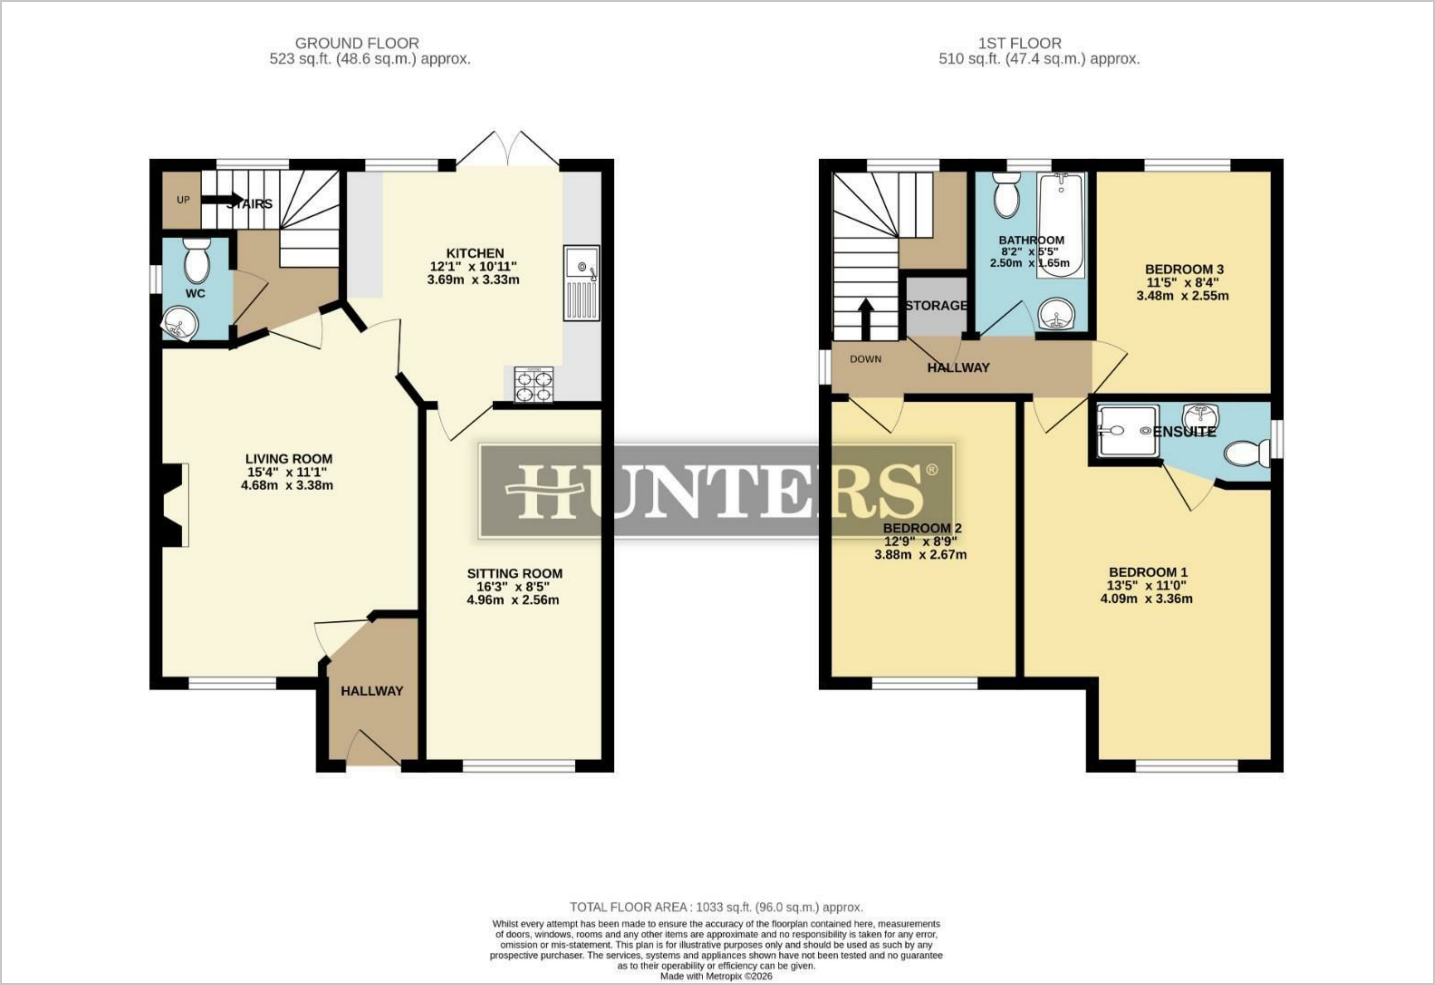 GROUND FLOOR
523 sq.ft. (48.6 sq.m.) approx.
1ST FLOOR
510 sq.ft. (47.4 sq.m.) approx.
UP
STAIRS
WC
KITCHEN
12'1" x 10'11"
3.69m x 3.33m
LIVING ROOM
15'4" x 11'1"
4.68m x 3.38m
SITTING ROOM
16'3" x 8'5"
4.96m x 2.56m
HALLWAY
BATHROOM
8'2" x 5'5"
2.50m x 1.65m
BEDROOM 3
11'5" x 8'4"
3.48m x 2.55m
STORAGE
DOWN
HALLWAY
ENSUITE
HUNTERS®
BEDROOM 2
12'9" x 8'9"
3.88m x 2.67m
BEDROOM 1
13'5" x 11'0"
4.09m x 3.36m
TOTAL FLOOR AREA : 1033 sq.ft. (96.0 sq.m.) approx.
Whilst every attempt has been made to ensure the accuracy of the floorplan contained here, measurements
of doors, windows, rooms and any other items are approximate and no responsibility is taken for any error,
omission or mis-statement. This plan is for illustrative purposes only and should be used as such by any
prospective purchaser. The services, systems and appliances shown have not been tested and no guarantee
as to their operability or efficiency can be given.
Made with Metropix ©2026